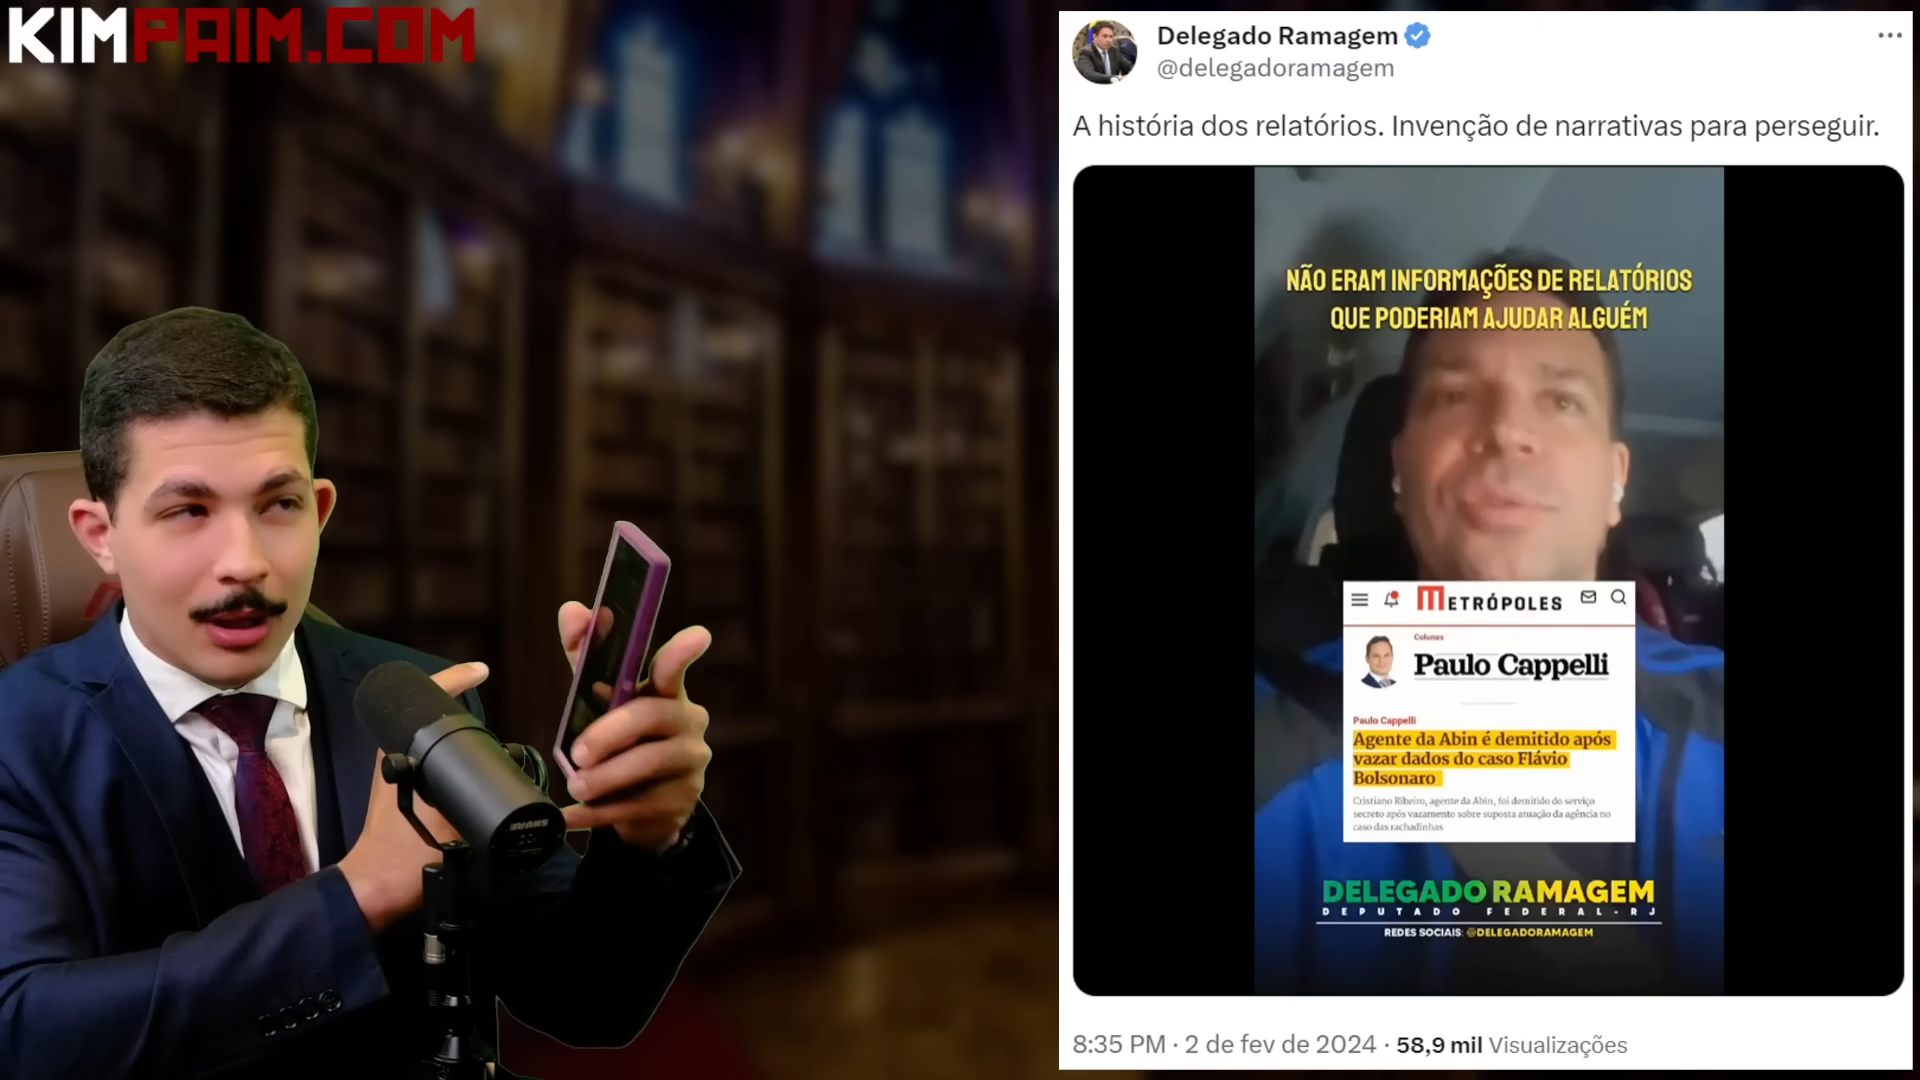 KIMPAIM.COM
Delegado Ramagem
@delegadoramagem
A história dos relatórios. Invenção de narrativas para perseguir.
NÃO ERAM INFORMAÇÕES DE RELATÓRIOS
QUE PODERIAM AJUDAR ALGUÉM
METRÓPOLES
Colunas
Paulo Cappelli
Paulo Cappelli
Agente da Abin é demitido após
vazar dados do caso Flávio
Bolsonaro
Cristiano Ribeiro, agente da Abin, foi demitido do serviço
secreto após vazamento sobre suposta atuação da agência no
caso das rachadinhas
DELEGADO RAMAGEM
DEPUTADO FEDERAL-RJ
REDES SOCIAIS: @DELEGADORAMAGEM
8:35 PM · 2 de fev de 2024 · 58,9 mil Visualizações
SHURE